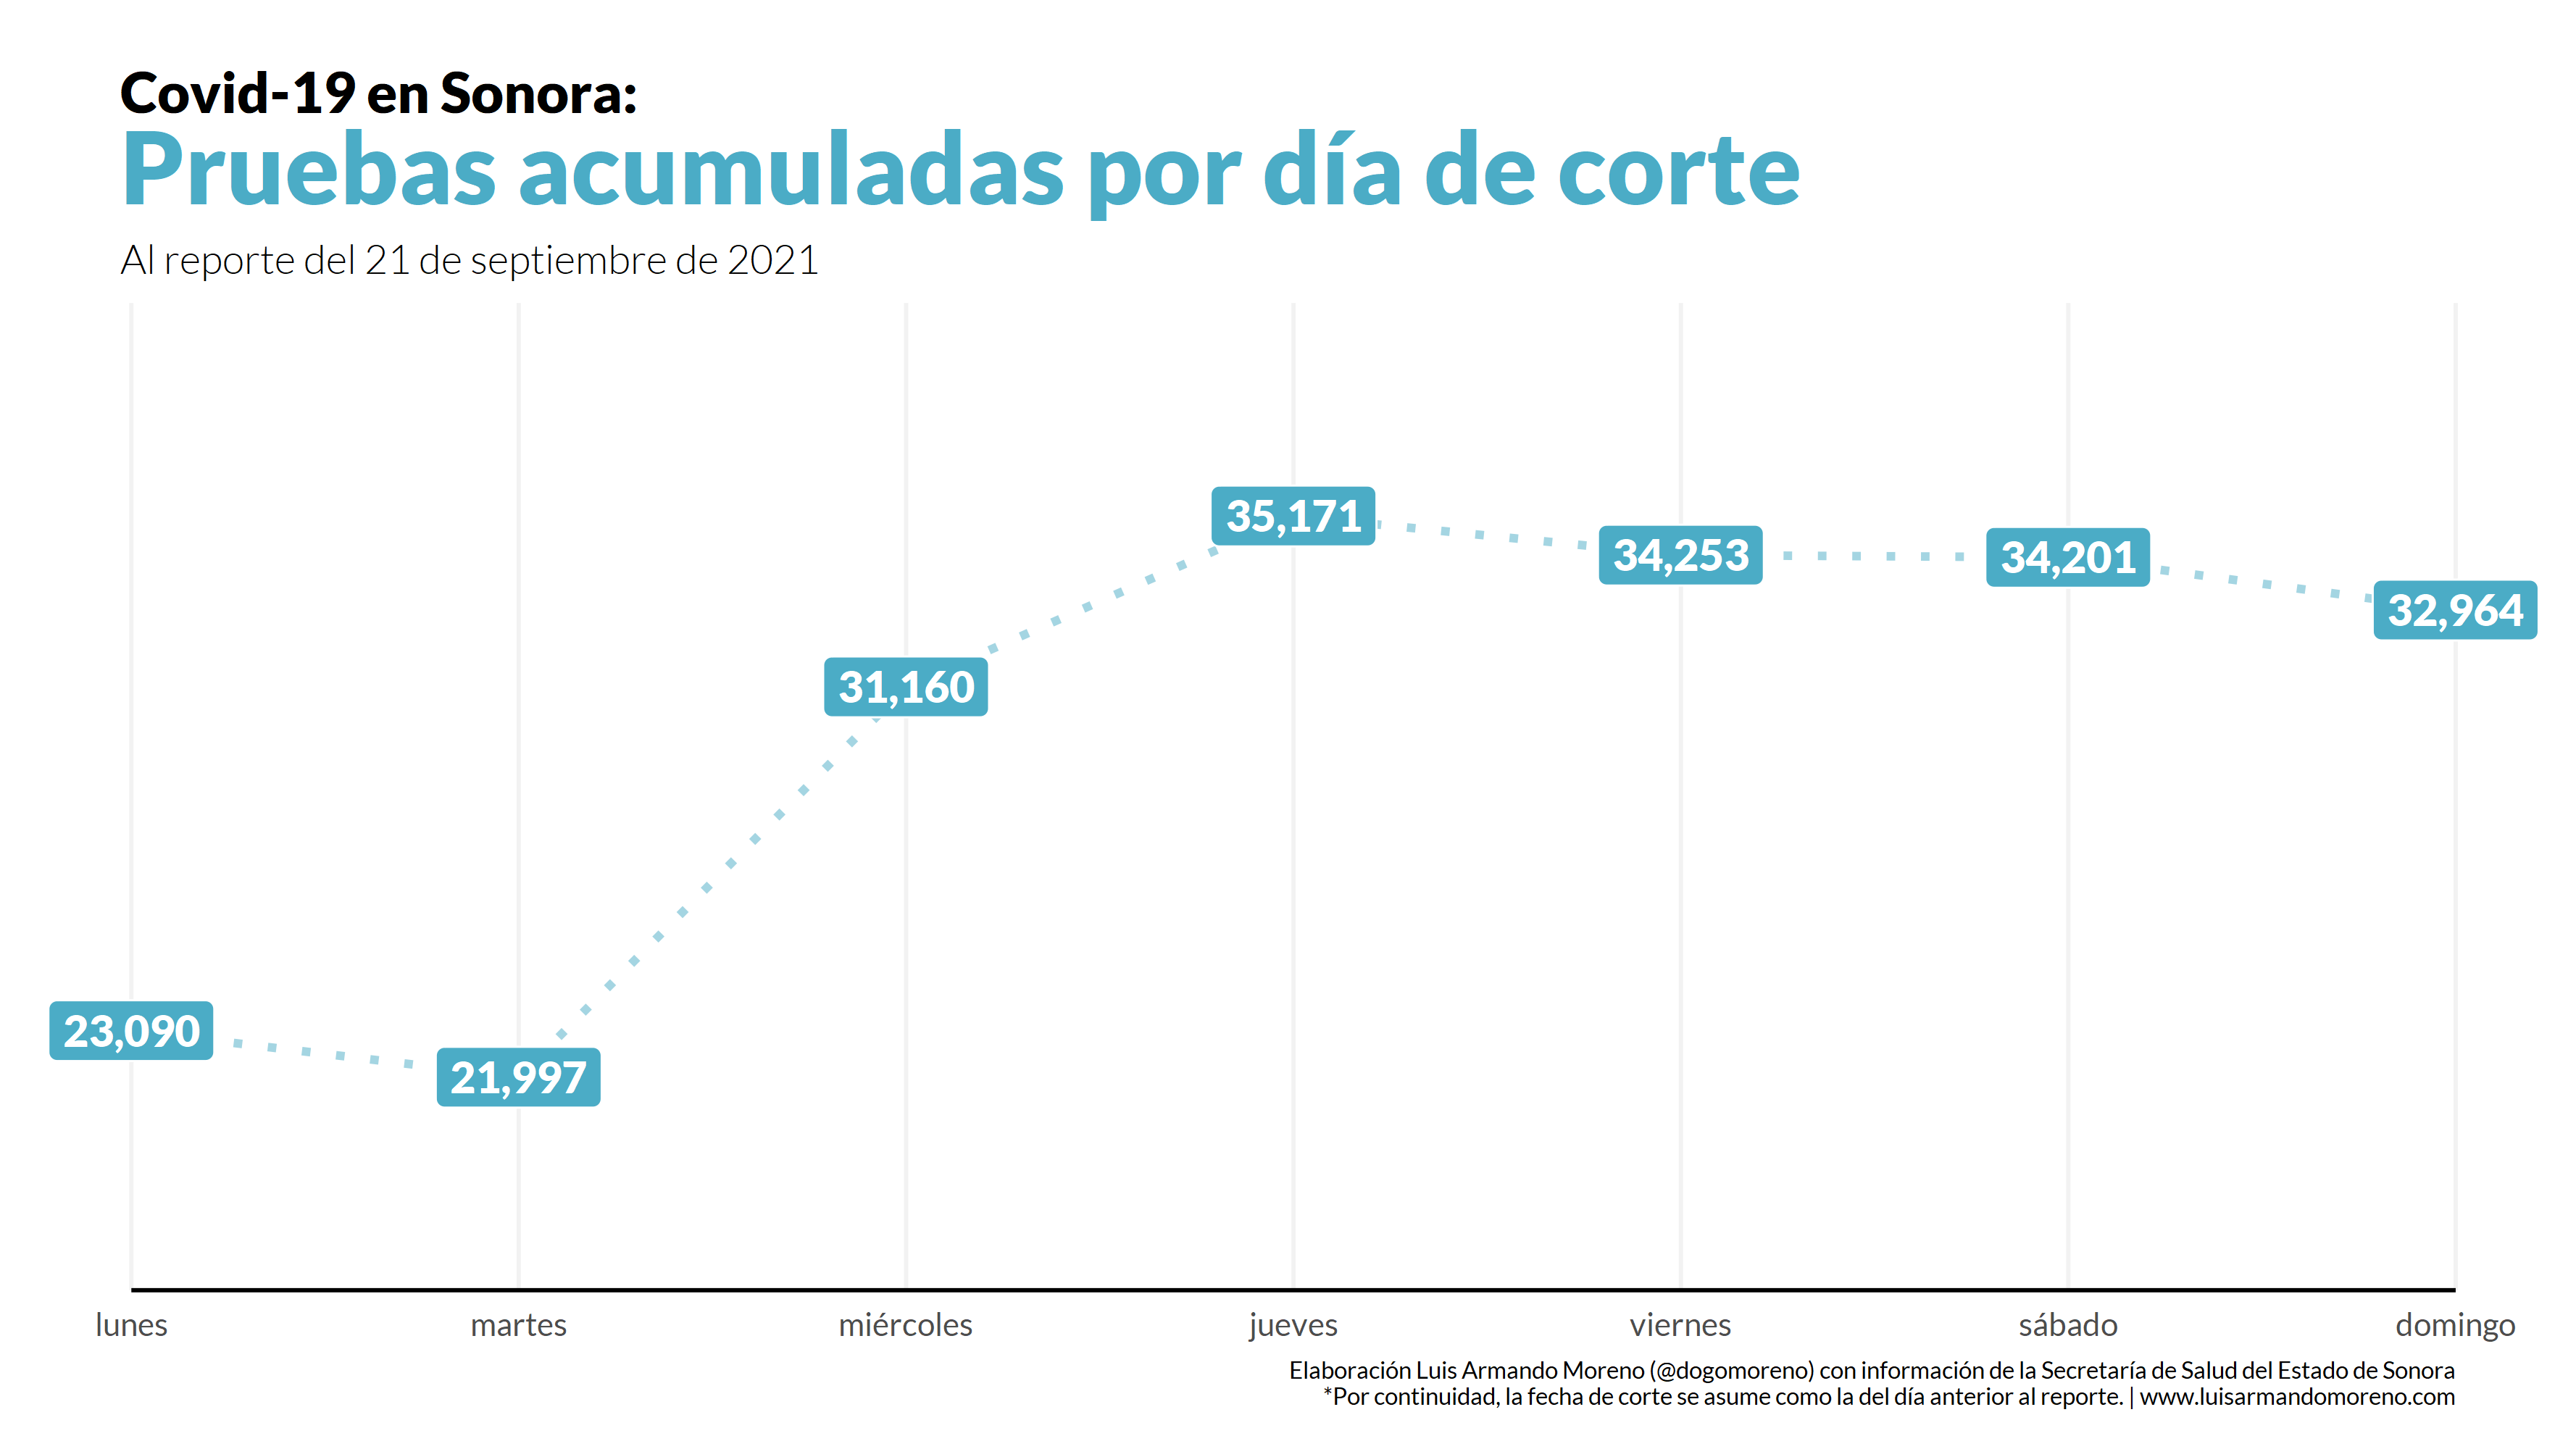 Covid-19 en Sonora:
Pruebas acumuladas por día de corte
Al reporte del 21 de septiembre de 2021
35,171
34,253
34,201
32,964
31,160
23,090
21,997
lunes martes miércoles jueves viernes sábado domingo
Elaboración Luis Armando Moreno (@dogomoreno) con información de la Secretaría de Salud del Estado de Sonora
*Por continuidad, la fecha de corte se asume como la del día anterior al reporte. | www.luisarmandomoreno.com